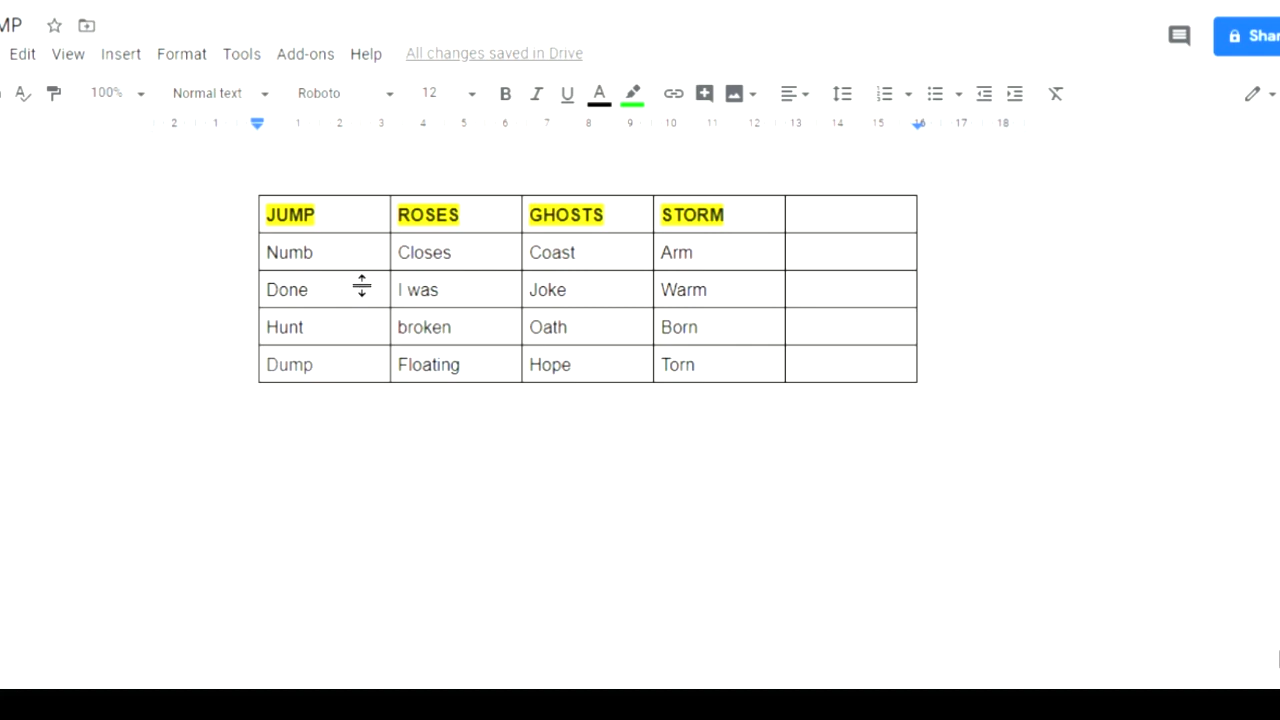 MP
Edit View Insert Format Tools Add-ons Help All changes saved in Drive
Shar
100% Normal text Roboto 12 B I U A
2 1 1 2 3 4 5 6 7 8 9 10 11 12 13 14 15 16 17 18
JUMP ROSES GHOSTS STORM
Numb Closes Coast Arm
Done I was Joke Warm
Hunt broken Oath Born
Dump Floating Hope Torn